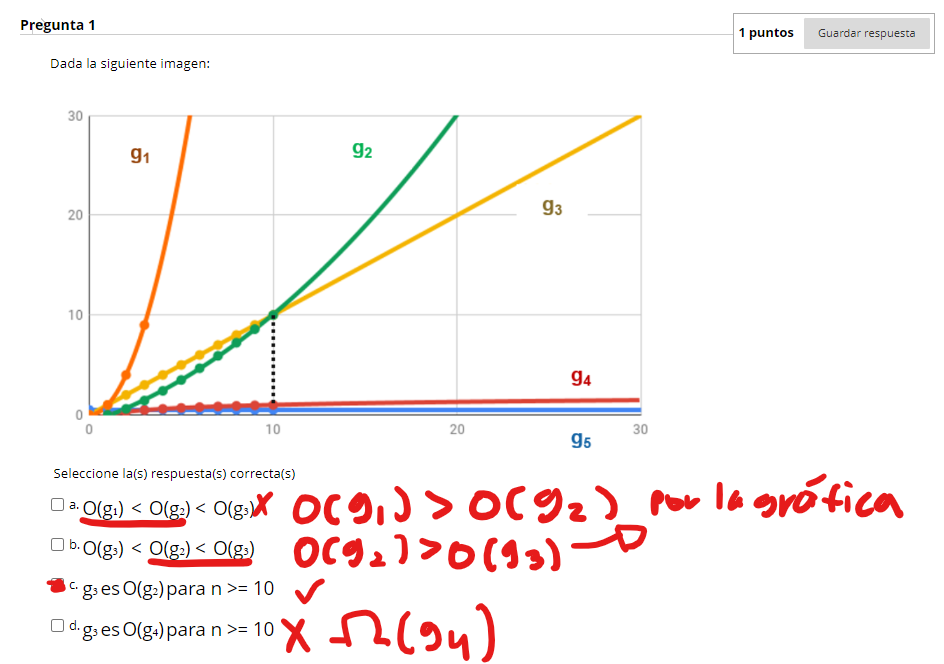 Pregunta 1
1 puntos
Guardar respuesta
Dada la siguiente imagen:
30
g₁
g₂
20
g₃
10
g₄
0
0 10 20 30
g₅
Seleccione la(s) respuesta(s) correcta(s)
a. O(g₁) < O(g₂) < O(g₃) X O(g₁) > O(g₂) por la gráfica
b. O(g₃) < O(g₂) < O(g₃) O(g₂) > O(g₃)
c. g₃ es O(g₂) para n >= 10 ✓
d. g₃ es O(g₄) para n >= 10 X Ω(g4)